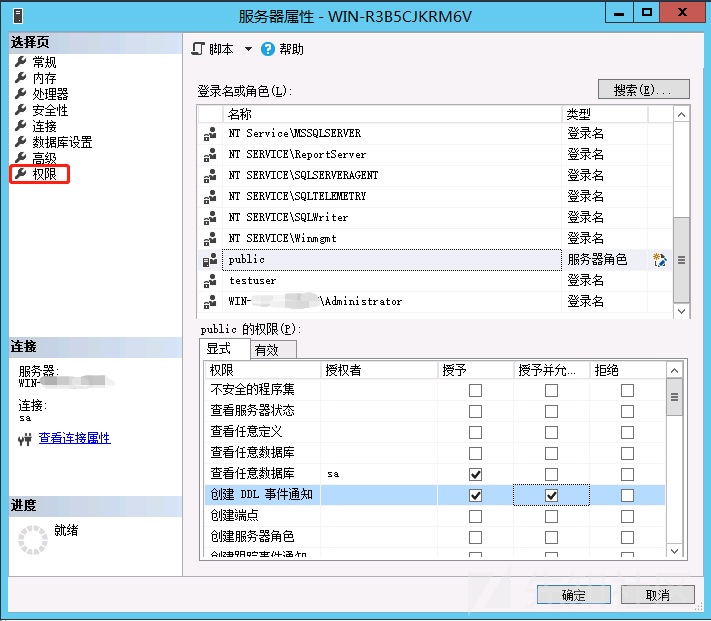 服务器属性 - WIN-R3B5CJKRM6V
选择页
常规
内存
处理器
安全性
连接
数据库设置
高级
权限
脚本
帮助
登录名或角色(L):
搜索(E)...
名称 类型
NT Service\MSSQLSERVER 登录名
NT SERVICE\ReportServer 登录名
NT SERVICE\SQLSERVERAGENT 登录名
NT SERVICE\SQLTELEMETRY 登录名
NT SERVICE\SQLWriter 登录名
NT SERVICE\Winmgmt 登录名
public 服务器角色
testuser 登录名
WIN- \Administrator 登录名
public 的权限(P):
显式 有效
权限 授权者 授予 授予并允... 拒绝
不安全的程序集
查看服务器状态
查看任意定义
查看任意数据库
查看任意数据库 sa
创建 DDL 事件通知
创建端点
创建服务器角色
创建跟踪事件通知
连接
服务器:
WIN-
连接:
sa
查看连接属性
进度
就绪
确定 取消